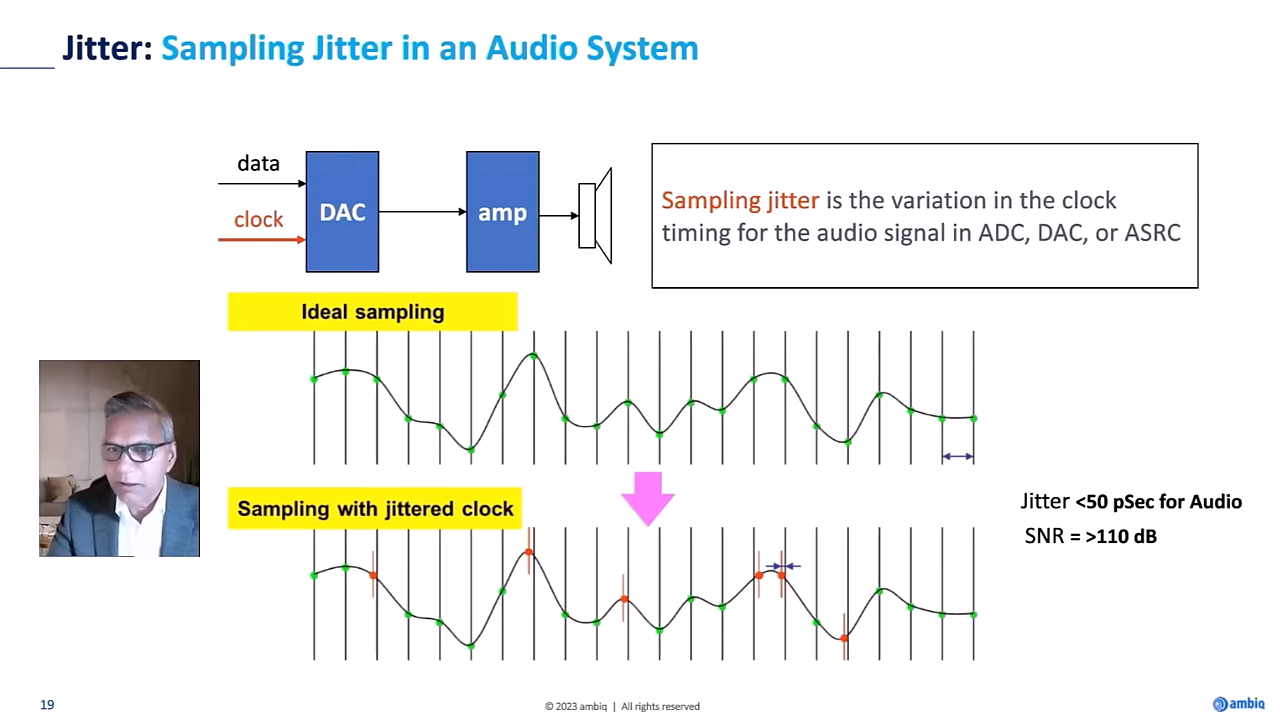 Jitter: Sampling Jitter in an Audio System
data
clock
DAC
amp
Sampling jitter is the variation in the clock
timing for the audio signal in ADC, DAC, or ASRC
Ideal sampling
Sampling with jittered clock
Jitter <50 pSec for Audio
SNR = >110 dB
19
© 2023 ambiq | All rights reserved
ambiq